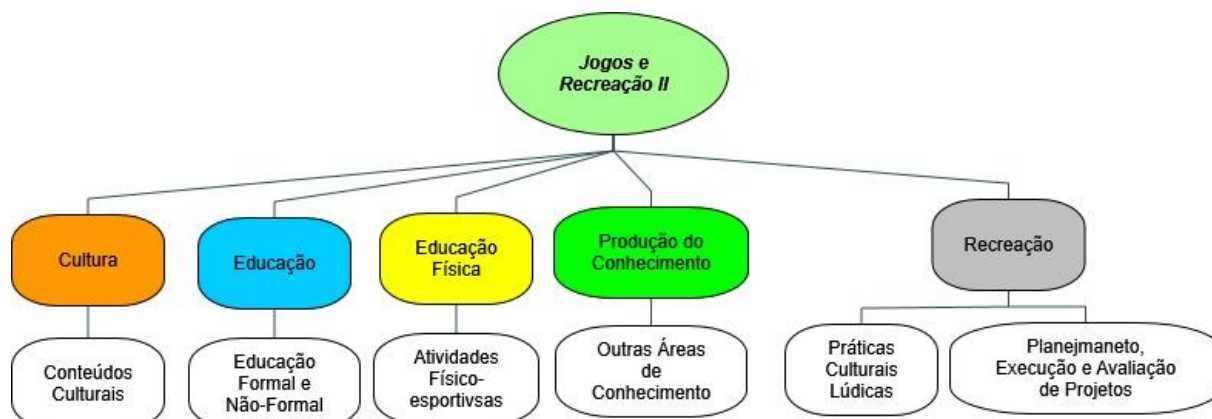 Jogos e
Recreação II
Cultura
Educação
Educação
Física
Produção do
Conhecimento
Recreação
Conteúdos
Culturais
Educação
Formal e
Não-Formal
Atividades
Físico-
esportivsas
Outras Áreas
de
Conhecimento
Práticas
Culturais
Lúdicas
Planejmaneto,
Execução e Avaliação
de Projetos